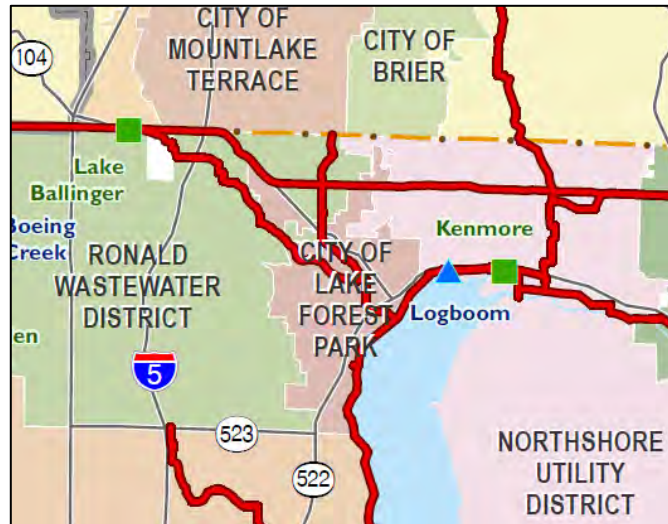 CITY OF
MOUNTLAKE
TERRACE
CITY OF
BRIER
104
Lake
Ballinger
Boeing
Creek
RONALD
WASTEWATER
DISTRICT
CITY OF
LAKE
FOREST
PARK
Kenmore
Logboom
en
5
523
522
NORTHSHORE
UTILITY
DISTRICT